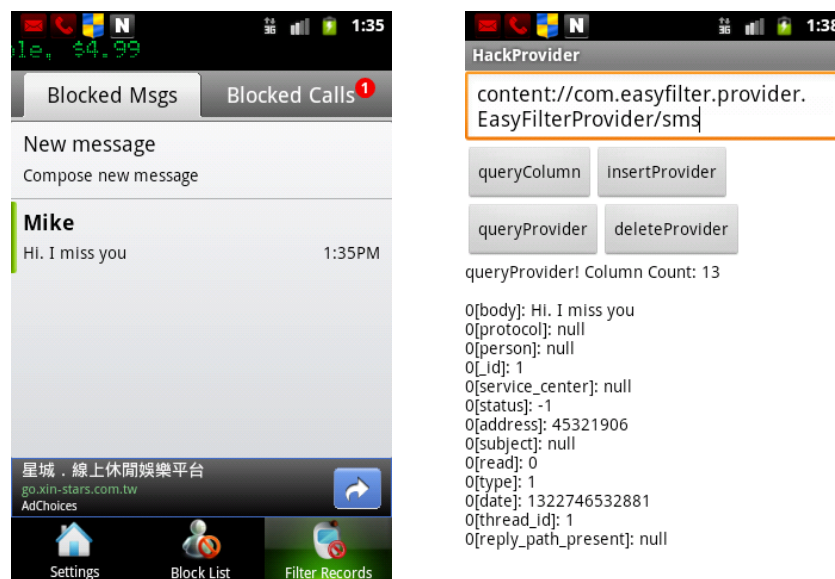 1:35
le, $4.99
Blocked Msgs
Blocked Calls
1
New message
Compose new message
Mike
Hi. I miss you
1:35PM
星城．線上休閒娛樂平台
go.xin-stars.com.tw
AdChoices
Settings
Block List
Filter Records
N
3G
1:38
HackProvider
content://com.easyfilter.provider.
EasyFilterProvider/sms
queryColumn
insertProvider
queryProvider
deleteProvider
queryProvider! Column Count: 13
0[body]: Hi. I miss you
0[protocol]: null
0[person]: null
0[_id]: 1
0[service_center]: null
0[status]: -1
0[address]: 45321906
0[subject]: null
0[read]: 0
0[type]: 1
0[date]: 1322746532881
0[thread_id]: 1
0[reply_path_present]: null